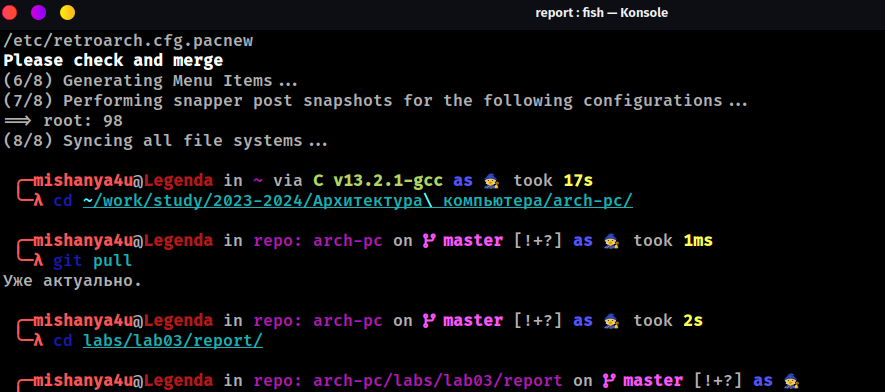 report : fish — Konsole
/etc/retroarch.cfg.pacnew
Please check and merge
(6/8) Generating Menu Items...
(7/8) Performing snapper post snapshots for the following configurations...
==> root: 98
(8/8) Syncing all file systems...
mishanya4u@Legenda in ~ via C v13.2.1-gcc as 🧙 took 17s
λ cd ~/work/study/2023-2024/Архитектура\ компьютера/arch-pc/
mishanya4u@Legenda in repo: arch-pc on master [!+?] as 🧙 took 1ms
λ git pull
Уже актуально.
mishanya4u@Legenda in repo: arch-pc on master [!+?] as 🧙 took 2s
λ cd labs/lab03/report/
mishanya4u@Legenda in repo: arch-pc/labs/lab03/report on master [!+?] as 🧙